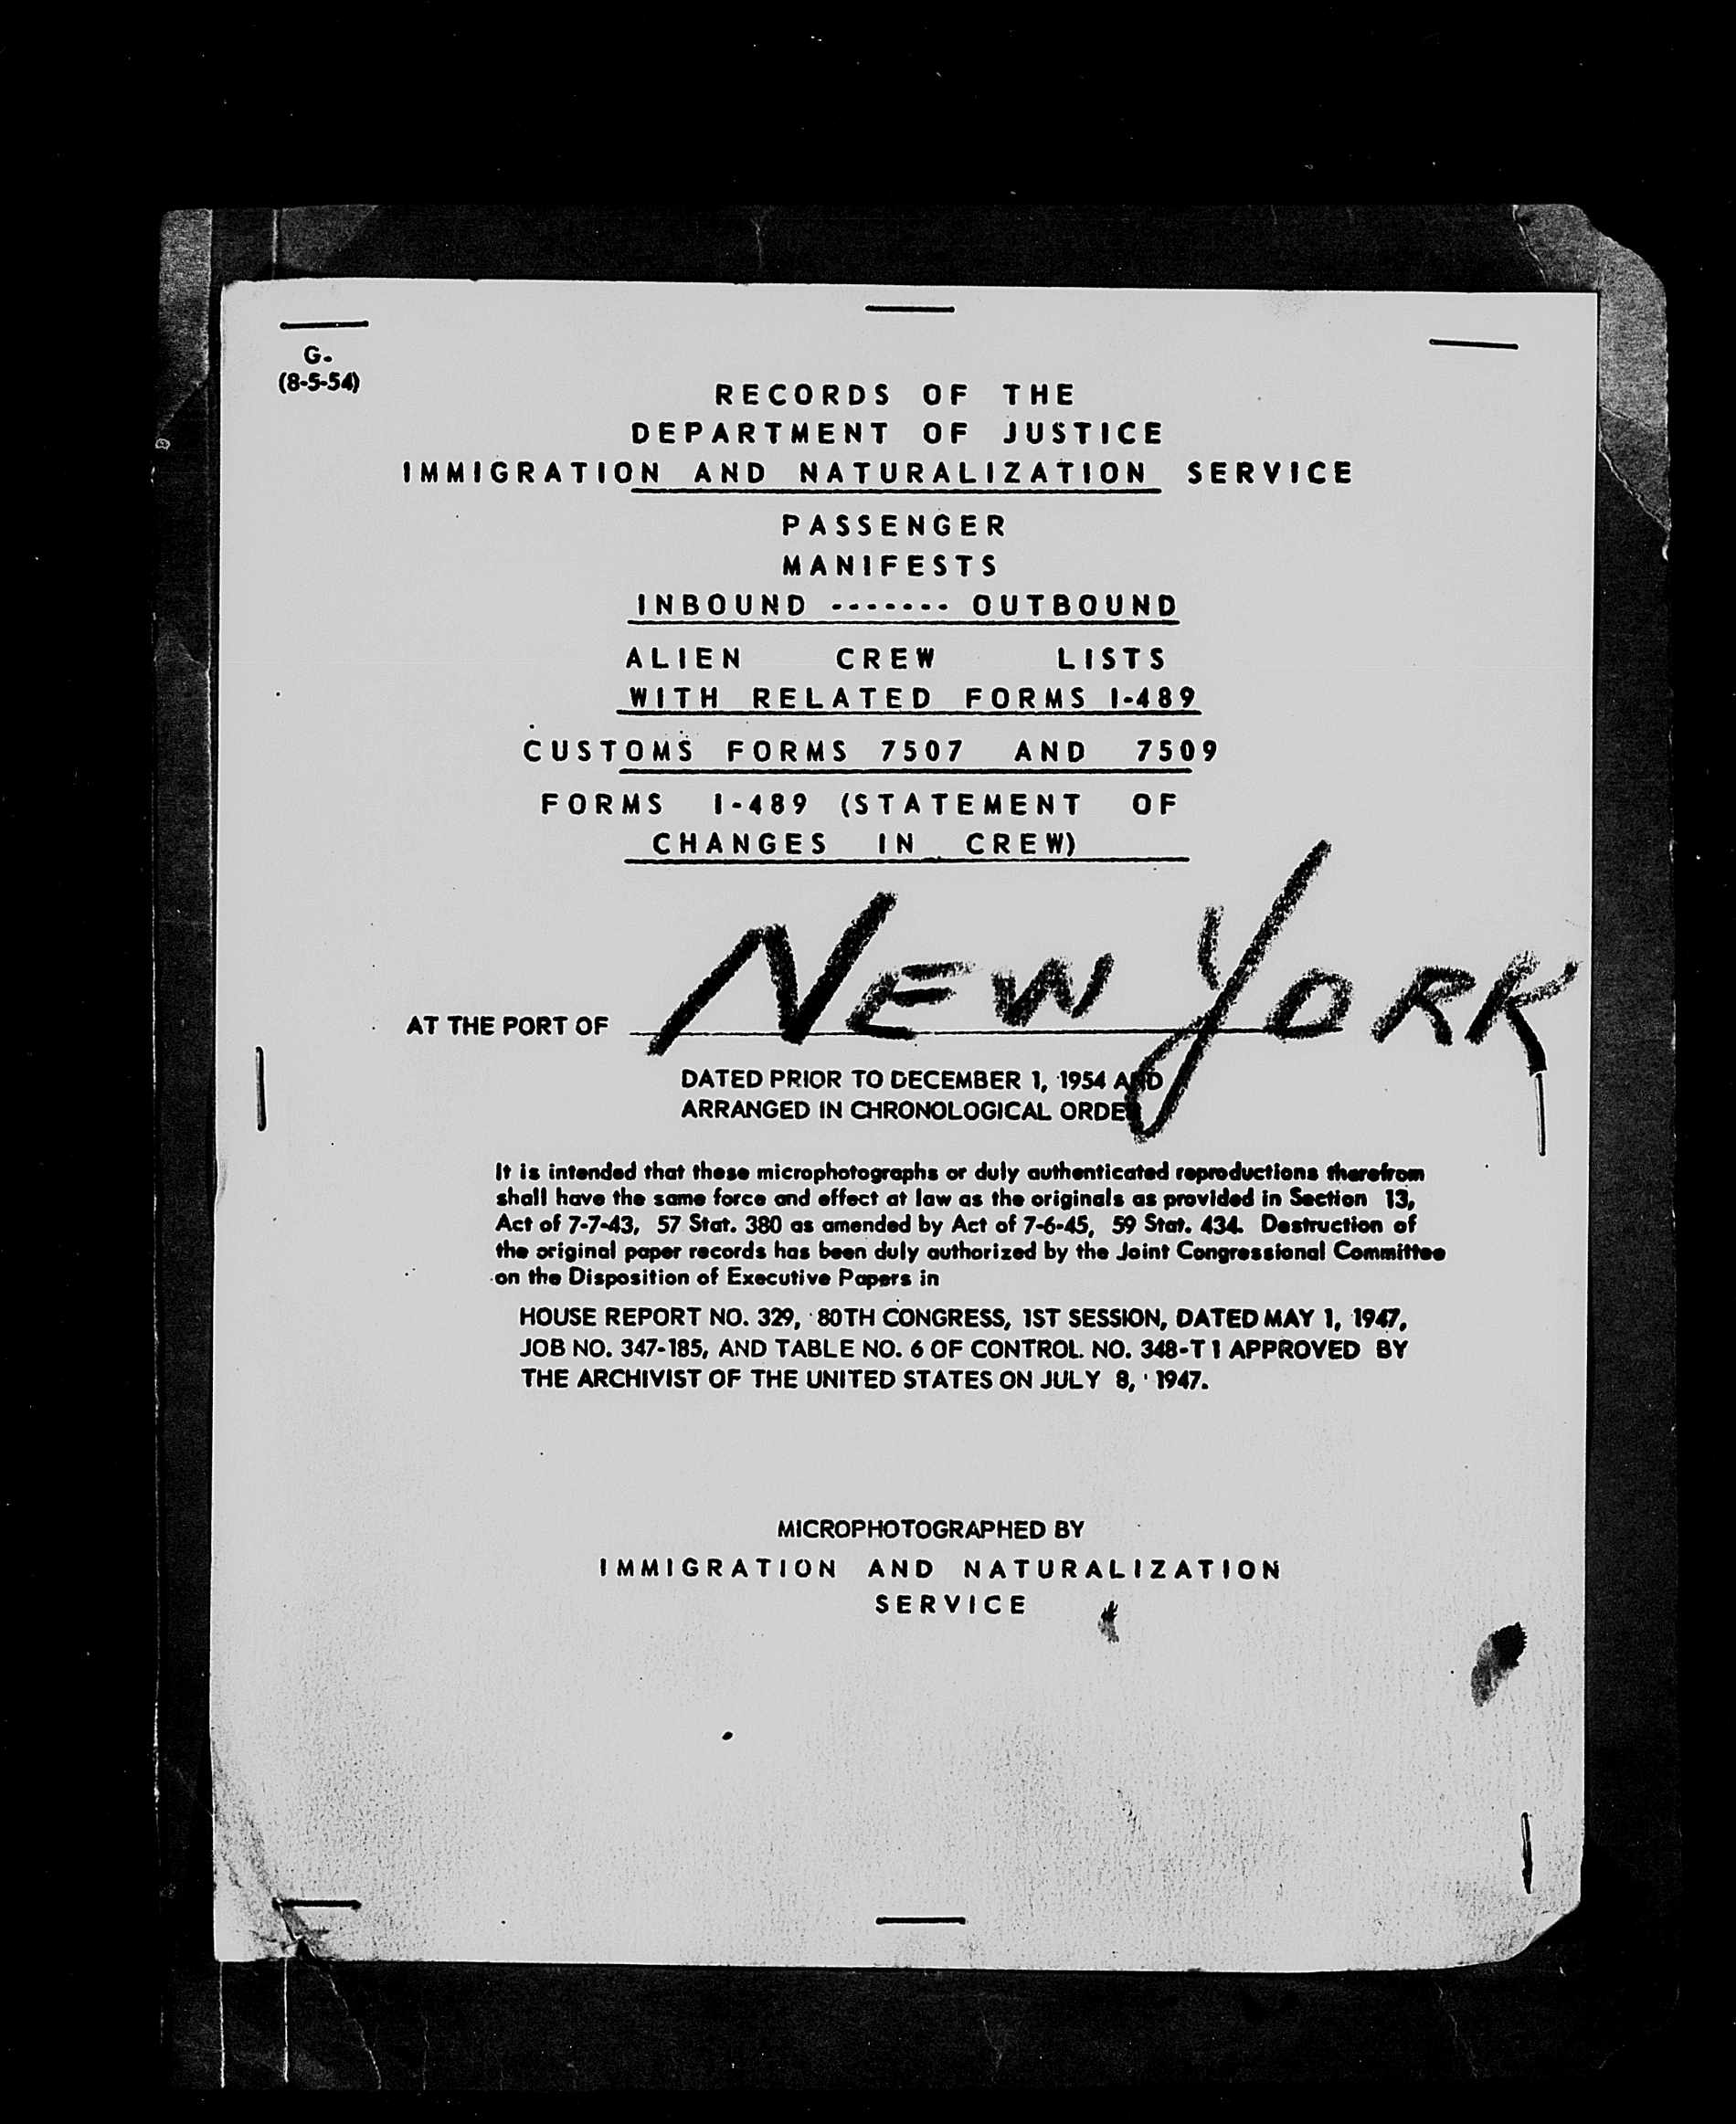 G.
(8-5-54)
RECORDS OF THE
DEPARTMENT OF JUSTICE
IMMIGRATION AND NATURALIZATION SERVICE
PASSENGER
MANIFESTS
INBOUND ------- OUTBOUND
ALIEN CREW LISTS
WITH RELATED FORMS I-489
CUSTOMS FORMS 7507 AND 7509
FORMS I-489 (STATEMENT OF
CHANGES IN CREW)
AT THE PORT OF NEW YORK
DATED PRIOR TO DECEMBER 1, 1954 AND
ARRANGED IN CHRONOLOGICAL ORDER
It is intended that these microphotographs or duly authenticated reproductions therefrom
shall have the same force and effect at law as the originals as provided in Section 13,
Act of 7-7-43, 57 Stat. 380 as amended by Act of 7-6-45, 59 Stat. 434. Destruction of
the original paper records has been duly authorized by the Joint Congressional Committee
on the Disposition of Executive Papers in
HOUSE REPORT NO. 329, 80TH CONGRESS, 1ST SESSION, DATED MAY 1, 1947,
JOB NO. 347-185, AND TABLE NO. 6 OF CONTROL NO. 348-T 1 APPROVED BY
THE ARCHIVIST OF THE UNITED STATES ON JULY 8, 1947.
MICROPHOTOGRAPHED BY
IMMIGRATION AND NATURALIZATION
SERVICE